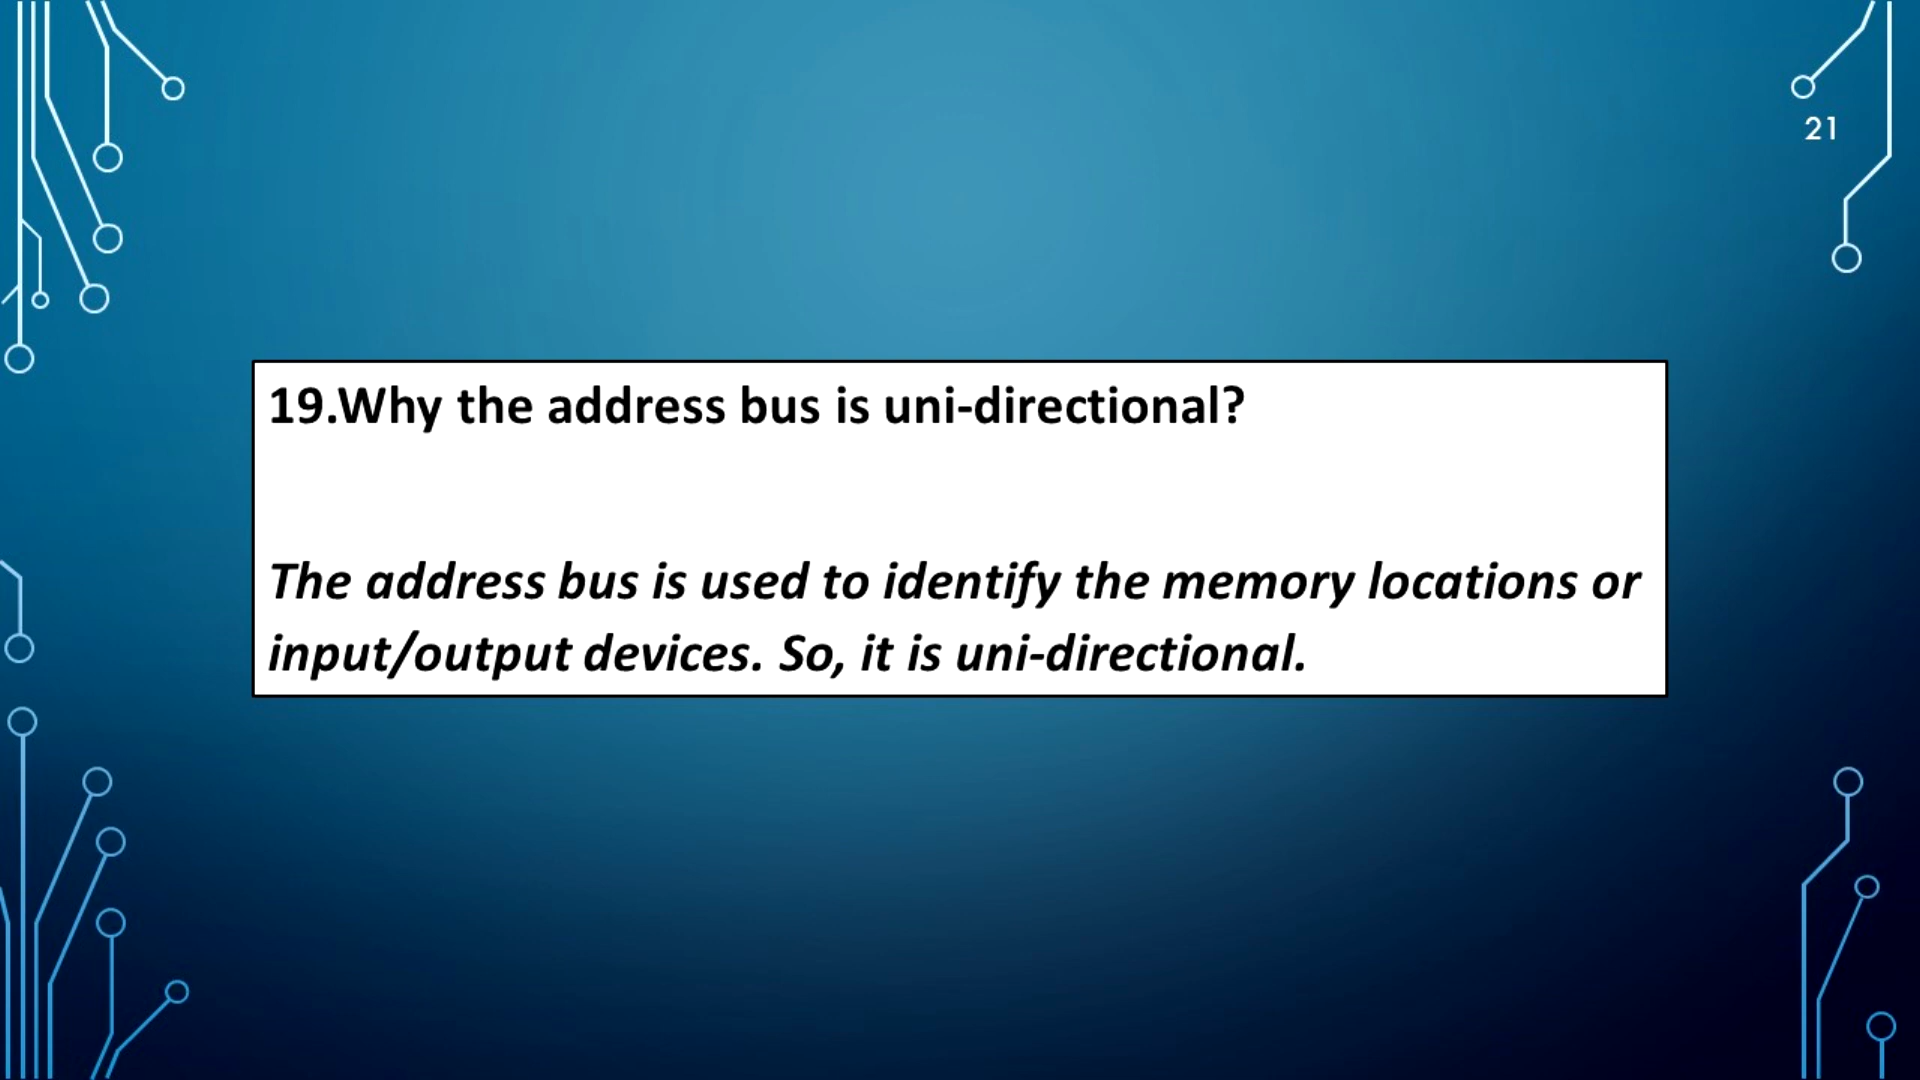 21
19.Why the address bus is uni-directional?
The address bus is used to identify the memory locations or
input/output devices. So, it is uni-directional.